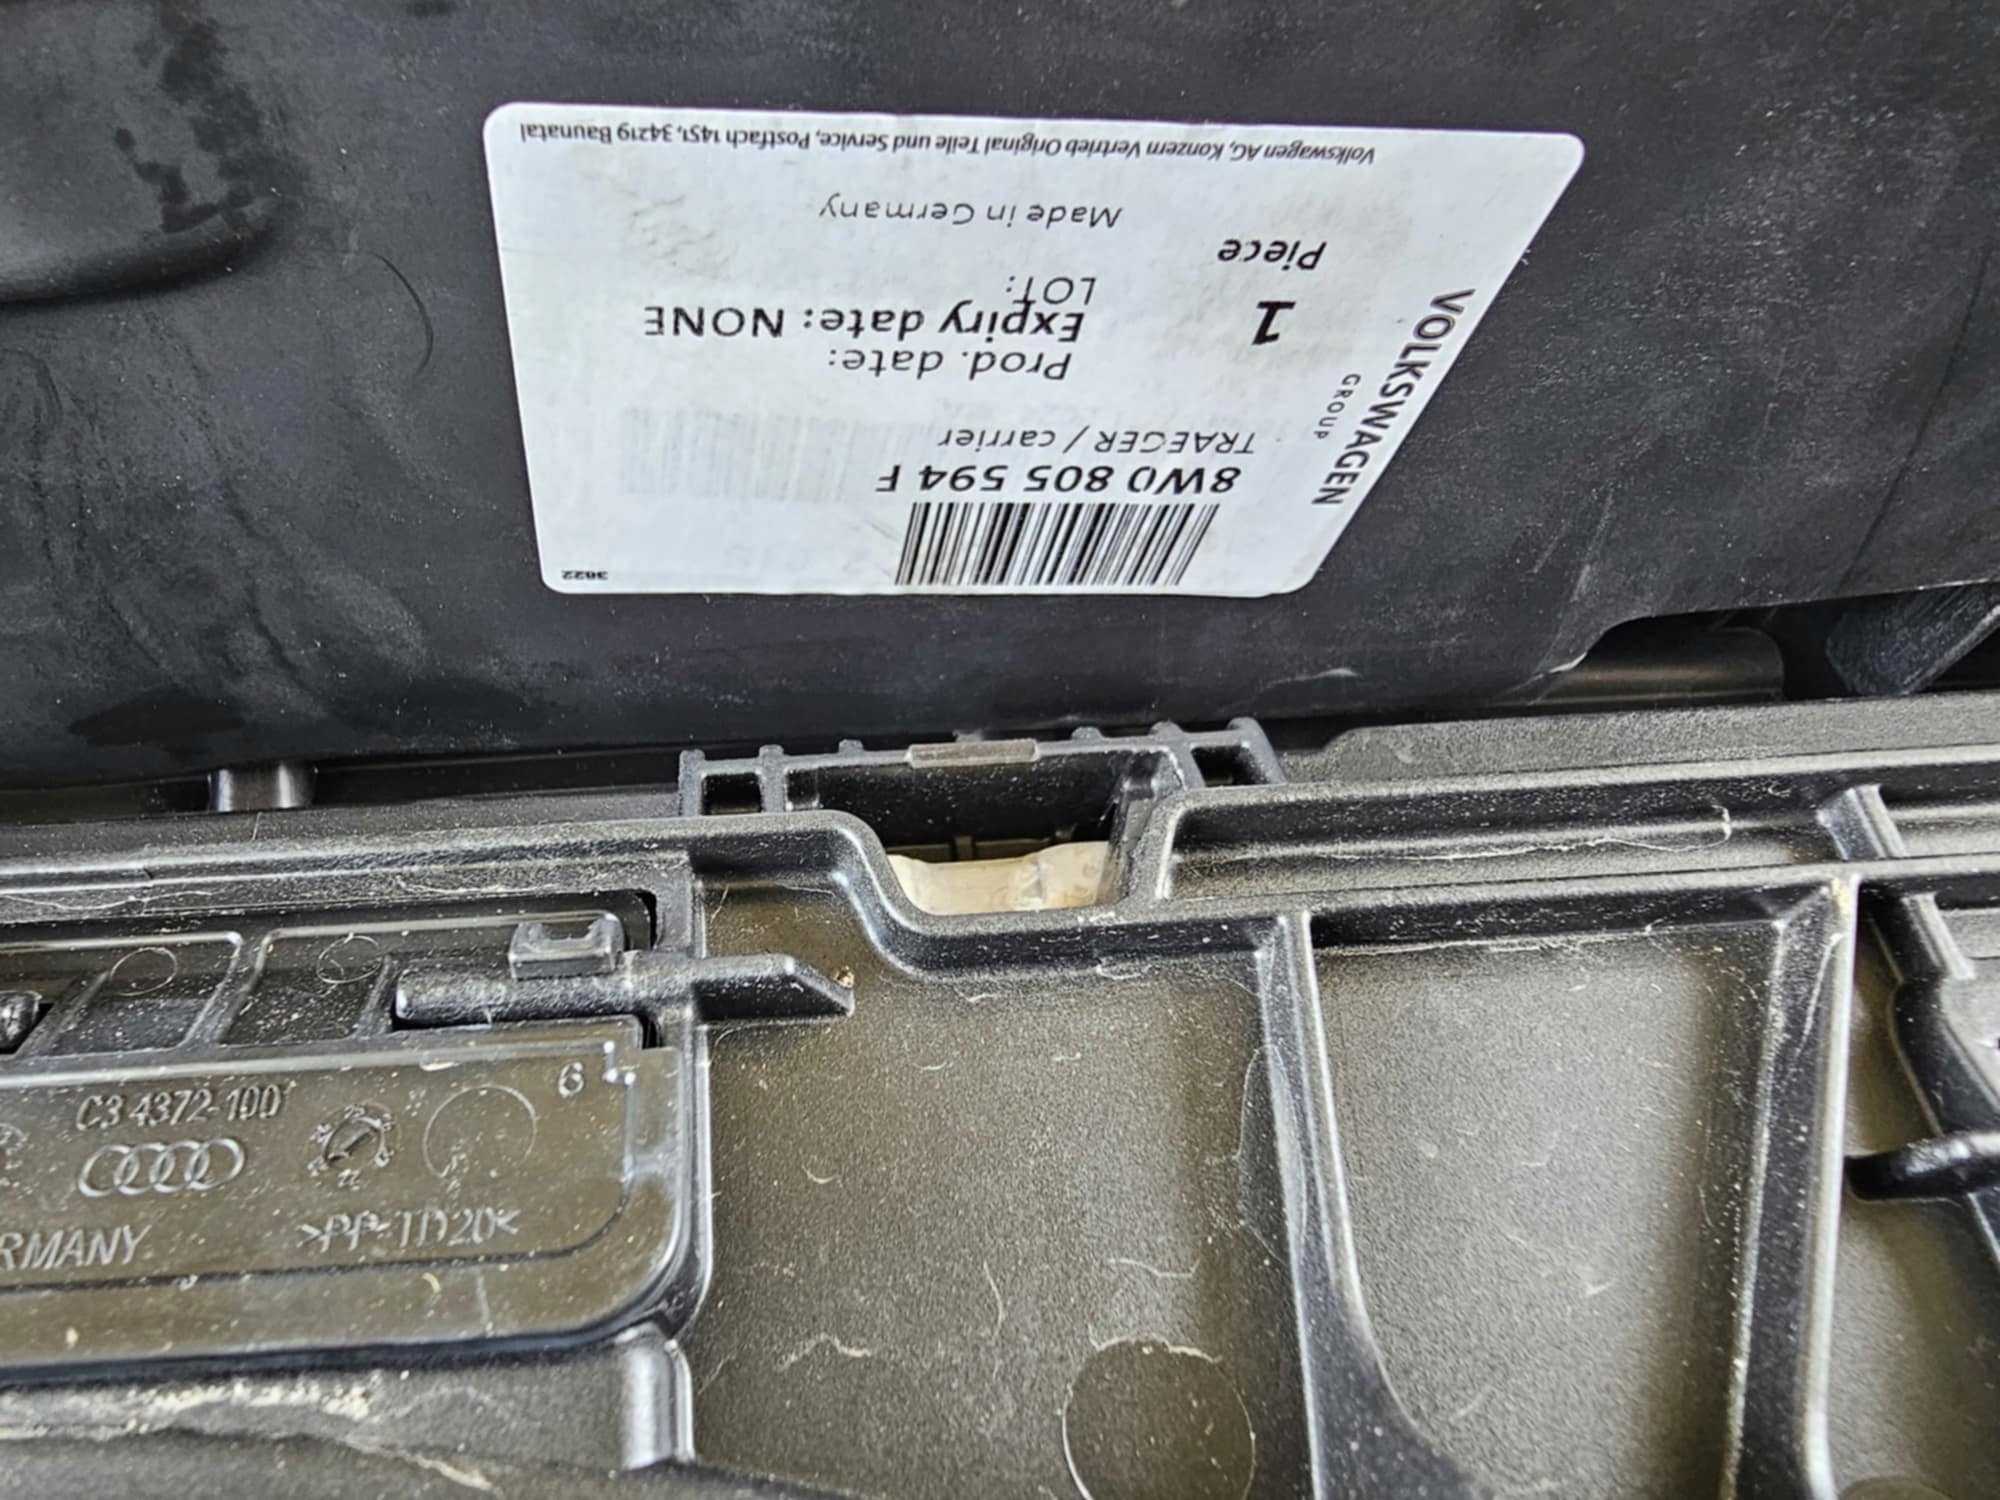 3622
8W0 805 594 F
TRAEGER / carrier
VOLKSWAGEN
GROUP
Prod. date:
Expiry date: NONE
LOT:
1
Piece
Made in Germany
Volkswagen AG, Konzern Vertrieb Original Teile und Service, Postfach 1451, 34219 Baunatal
6
C3 4372-100
>PP-TD20<
RMANY